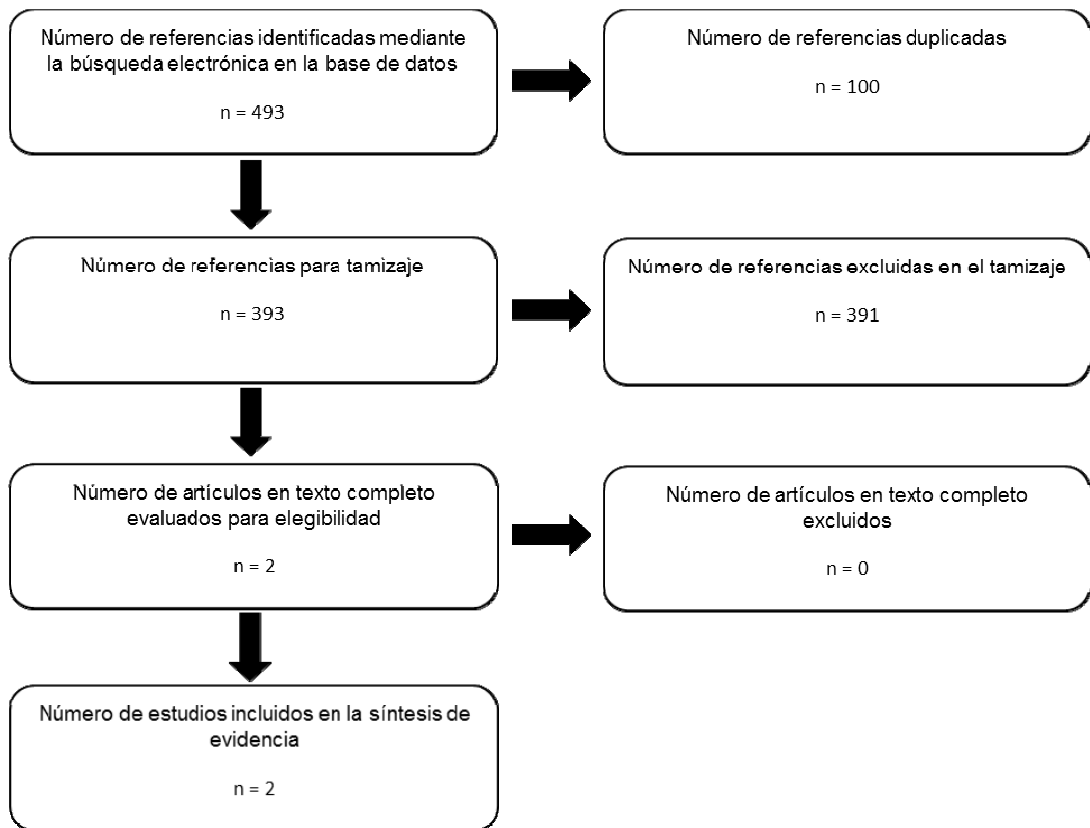 Número de referencias identificadas mediante
la búsqueda electrónica en la base de datos
n = 493
Número de referencias duplicadas
n = 100
Número de referencias para tamizaje
n = 393
Número de referencias excluidas en el tamizaje
n = 391
Número de artículos en texto completo
evaluados para elegibilidad
n = 2
Número de artículos en texto completo
excluidos
n = 0
Número de estudios incluidos en la síntesis de
evidencia
n = 2